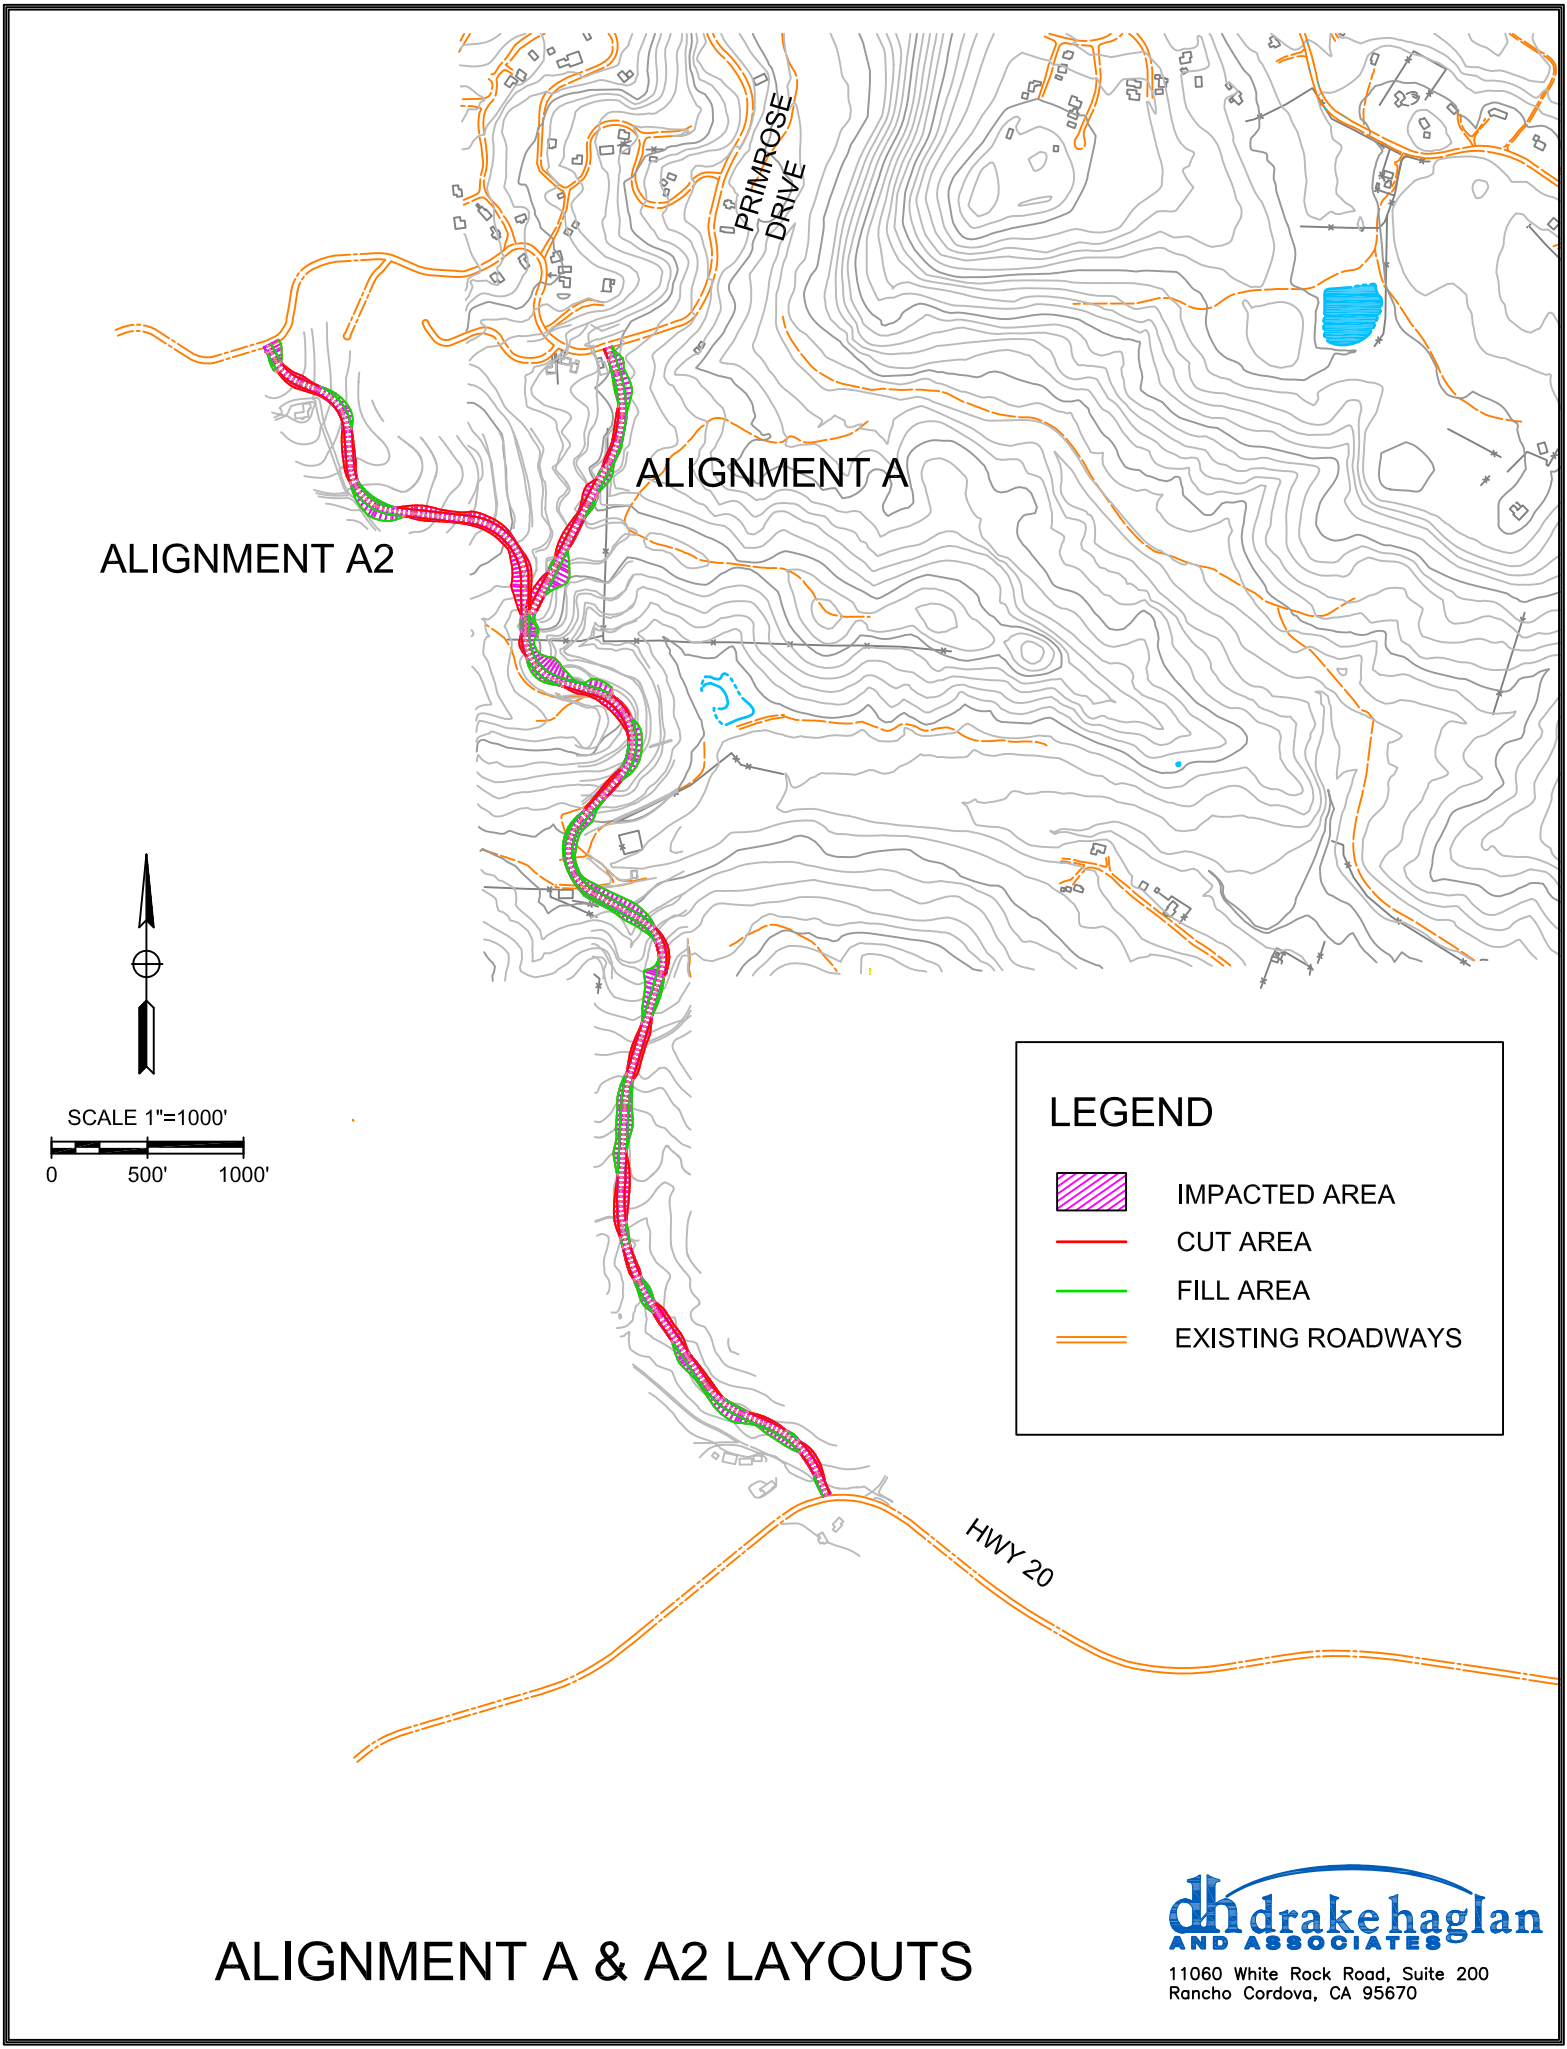 PRIMROSE
DRIVE
ALIGNMENT A
ALIGNMENT A2
SCALE 1"=1000'
0 500' 1000'
LEGEND
IMPACTED AREA
CUT AREA
FILL AREA
EXISTING ROADWAYS
HWY 20
ALIGNMENT A & A2 LAYOUTS
dh drakehaglan
AND ASSOCIATES
11060 White Rock Road, Suite 200
Rancho Cordova, CA 95670